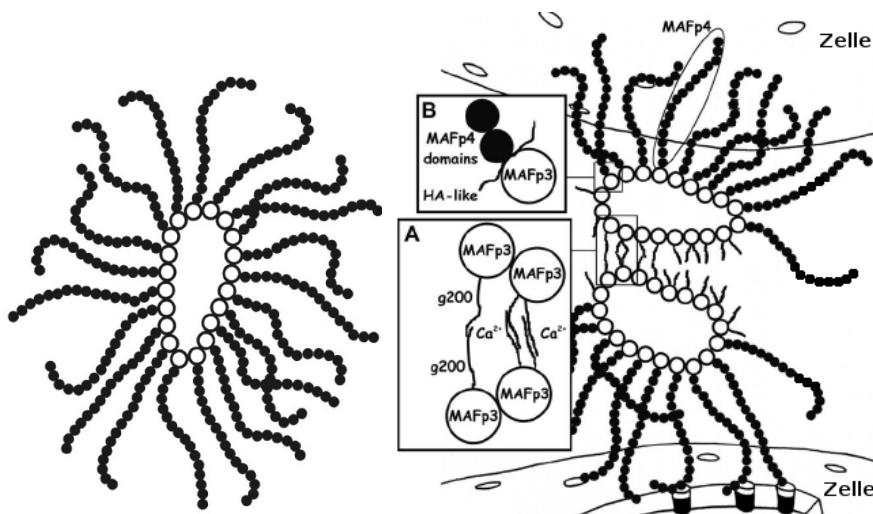 MAFp4
Zelle
B
MAFp4
domains
MAFp3
HA-like
A
MAFp3
MAFp3
g200
Ca²⁻
Ca²⁻
g200
MAFp3
MAFp3
Zelle